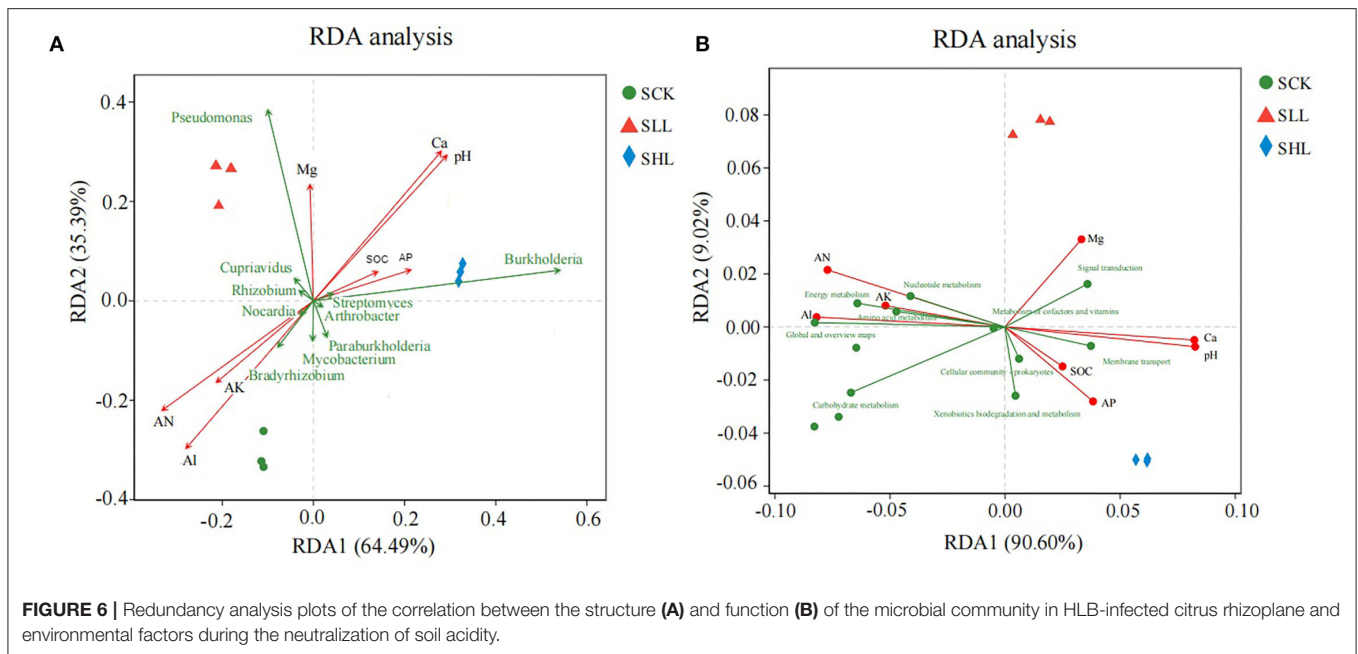 A
RDA analysis
SCK
SLL
SHL
RDA2 (35.39%)
0.4
0.2
0.0
-0.2
-0.4
Pseudomonas
Mg
Ca
pH
SOC
AP
Burkholderia
Cupriavidus
Rhizobium
Streptomyces
Nocardia
Arthrobacter
Paraburkholderia
Mycobacterium
Bradyrhizobium
AK
AN
Al
-0.2
0.0
0.2
0.4
0.6
RDA1 (64.49%)
B
RDA analysis
SCK
SLL
SHL
RDA2 (9.02%)
0.08
0.06
0.04
0.02
0.00
-0.02
-0.04
-0.06
Mg
AN
Signal transduction
Nucleotide metabolism
Energy metabolism
AK
Metabolism of cofactors and vitamins
Amino acid metabolism
Al
Ca
Global and overview maps
pH
Membrane transport
SOC
Cellular community - prokaryotes
AP
Carbohydrate metabolism
Xenobiotics biodegradation and metabolism
-0.10
-0.05
0.00
0.05
0.10
RDA1 (90.60%)
FIGURE 6 | Redundancy analysis plots of the correlation between the structure (A) and function (B) of the microbial community in HLB-infected citrus rhizoplane and
environmental factors during the neutralization of soil acidity.